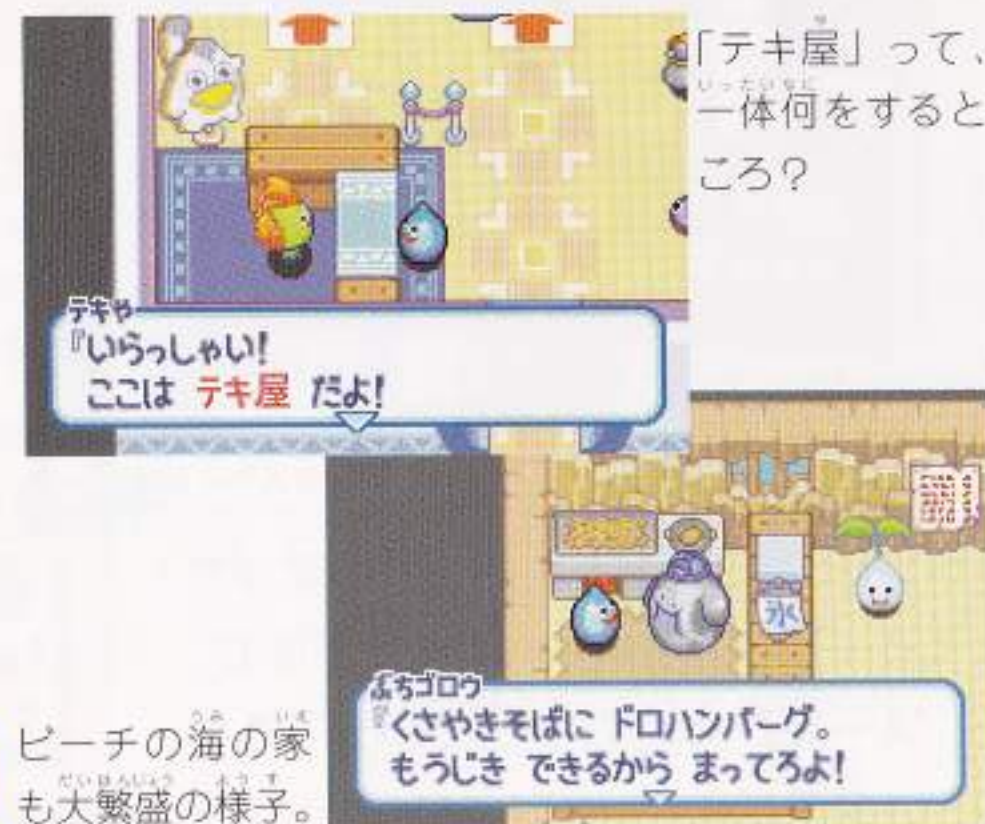 「テキ屋」って、
一体何をすると
ころ?
テキや
『いらっしゃい!
ここは テキ屋 だよ!
氷
ぷちゴロウ
『くさやきそばに ドロハンバーグ。
もうじき できるから まってろよ!
ピーチの海の家
も大繁盛の様子。